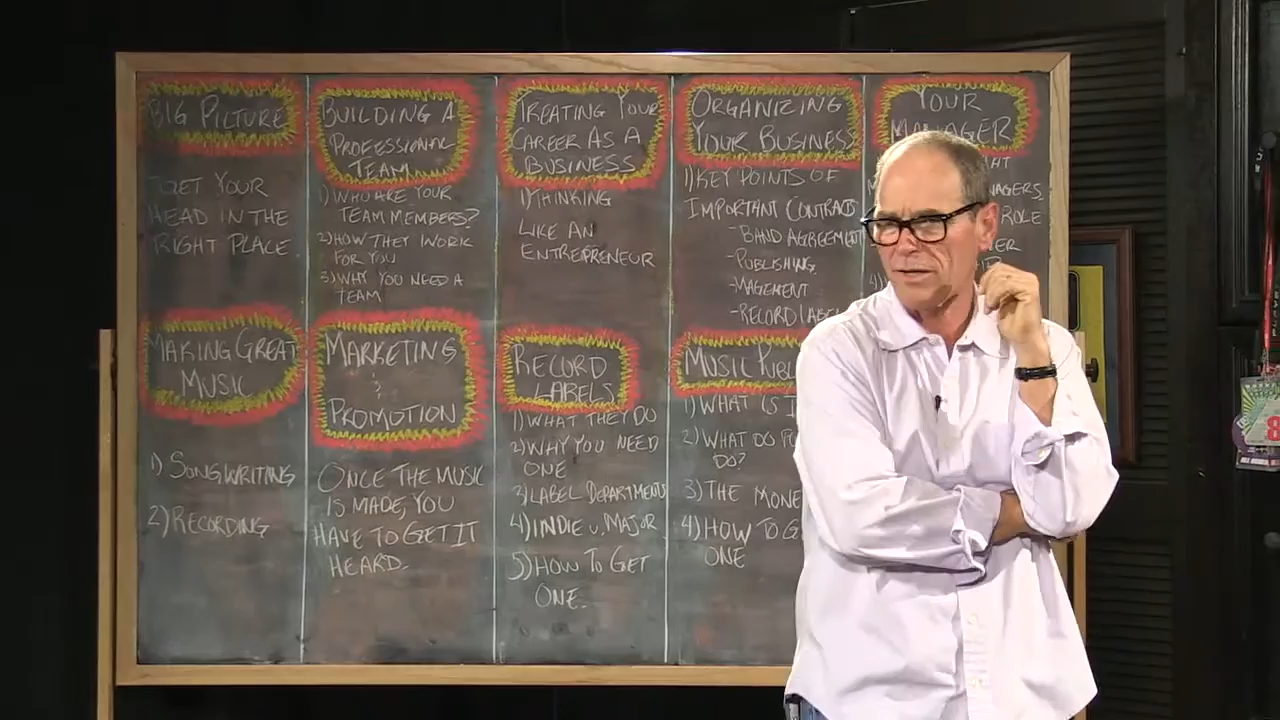 BIG PICTURE
GET YOUR
HEAD IN THE
RIGHT PLACE
BUILDING A
PROFESSIONAL
TEAM
1) WHO ARE YOUR
TEAM MEMBERS?
2) HOW THEY WORK
FOR YOU
3) WHY YOU NEED A
TEAM
TREATING YOUR
CAREER AS A
BUSINESS
1) THINKING
LIKE AN
ENTREPRENEUR
ORGANIZING
YOUR BUSINESS
1) KEY POINTS OF
IMPORTANT CONTRACTS
- BAND AGREEMENT
- PUBLISHING
- MAGEMENT
- RECORD LABEL
YOUR
MANAGER
ROLE
MAKING GREAT
MUSIC
1) SONGWRITING
2) RECORDING
MARKETING
&
PROMOTION
ONCE THE MUSIC
IS MADE, YOU
HAVE TO GET IT
HEARD.
RECORD
LABELS
1) WHAT THEY DO
2) WHY YOU NEED
ONE
3) LABEL DEPARTMENTS
4) INDIE v. MAJOR
5) HOW TO GET
ONE.
MUSIC PUBL
1) WHAT IS I
2) WHAT DO P
DO?
3) THE MONE
4) HOW TO G
ONE